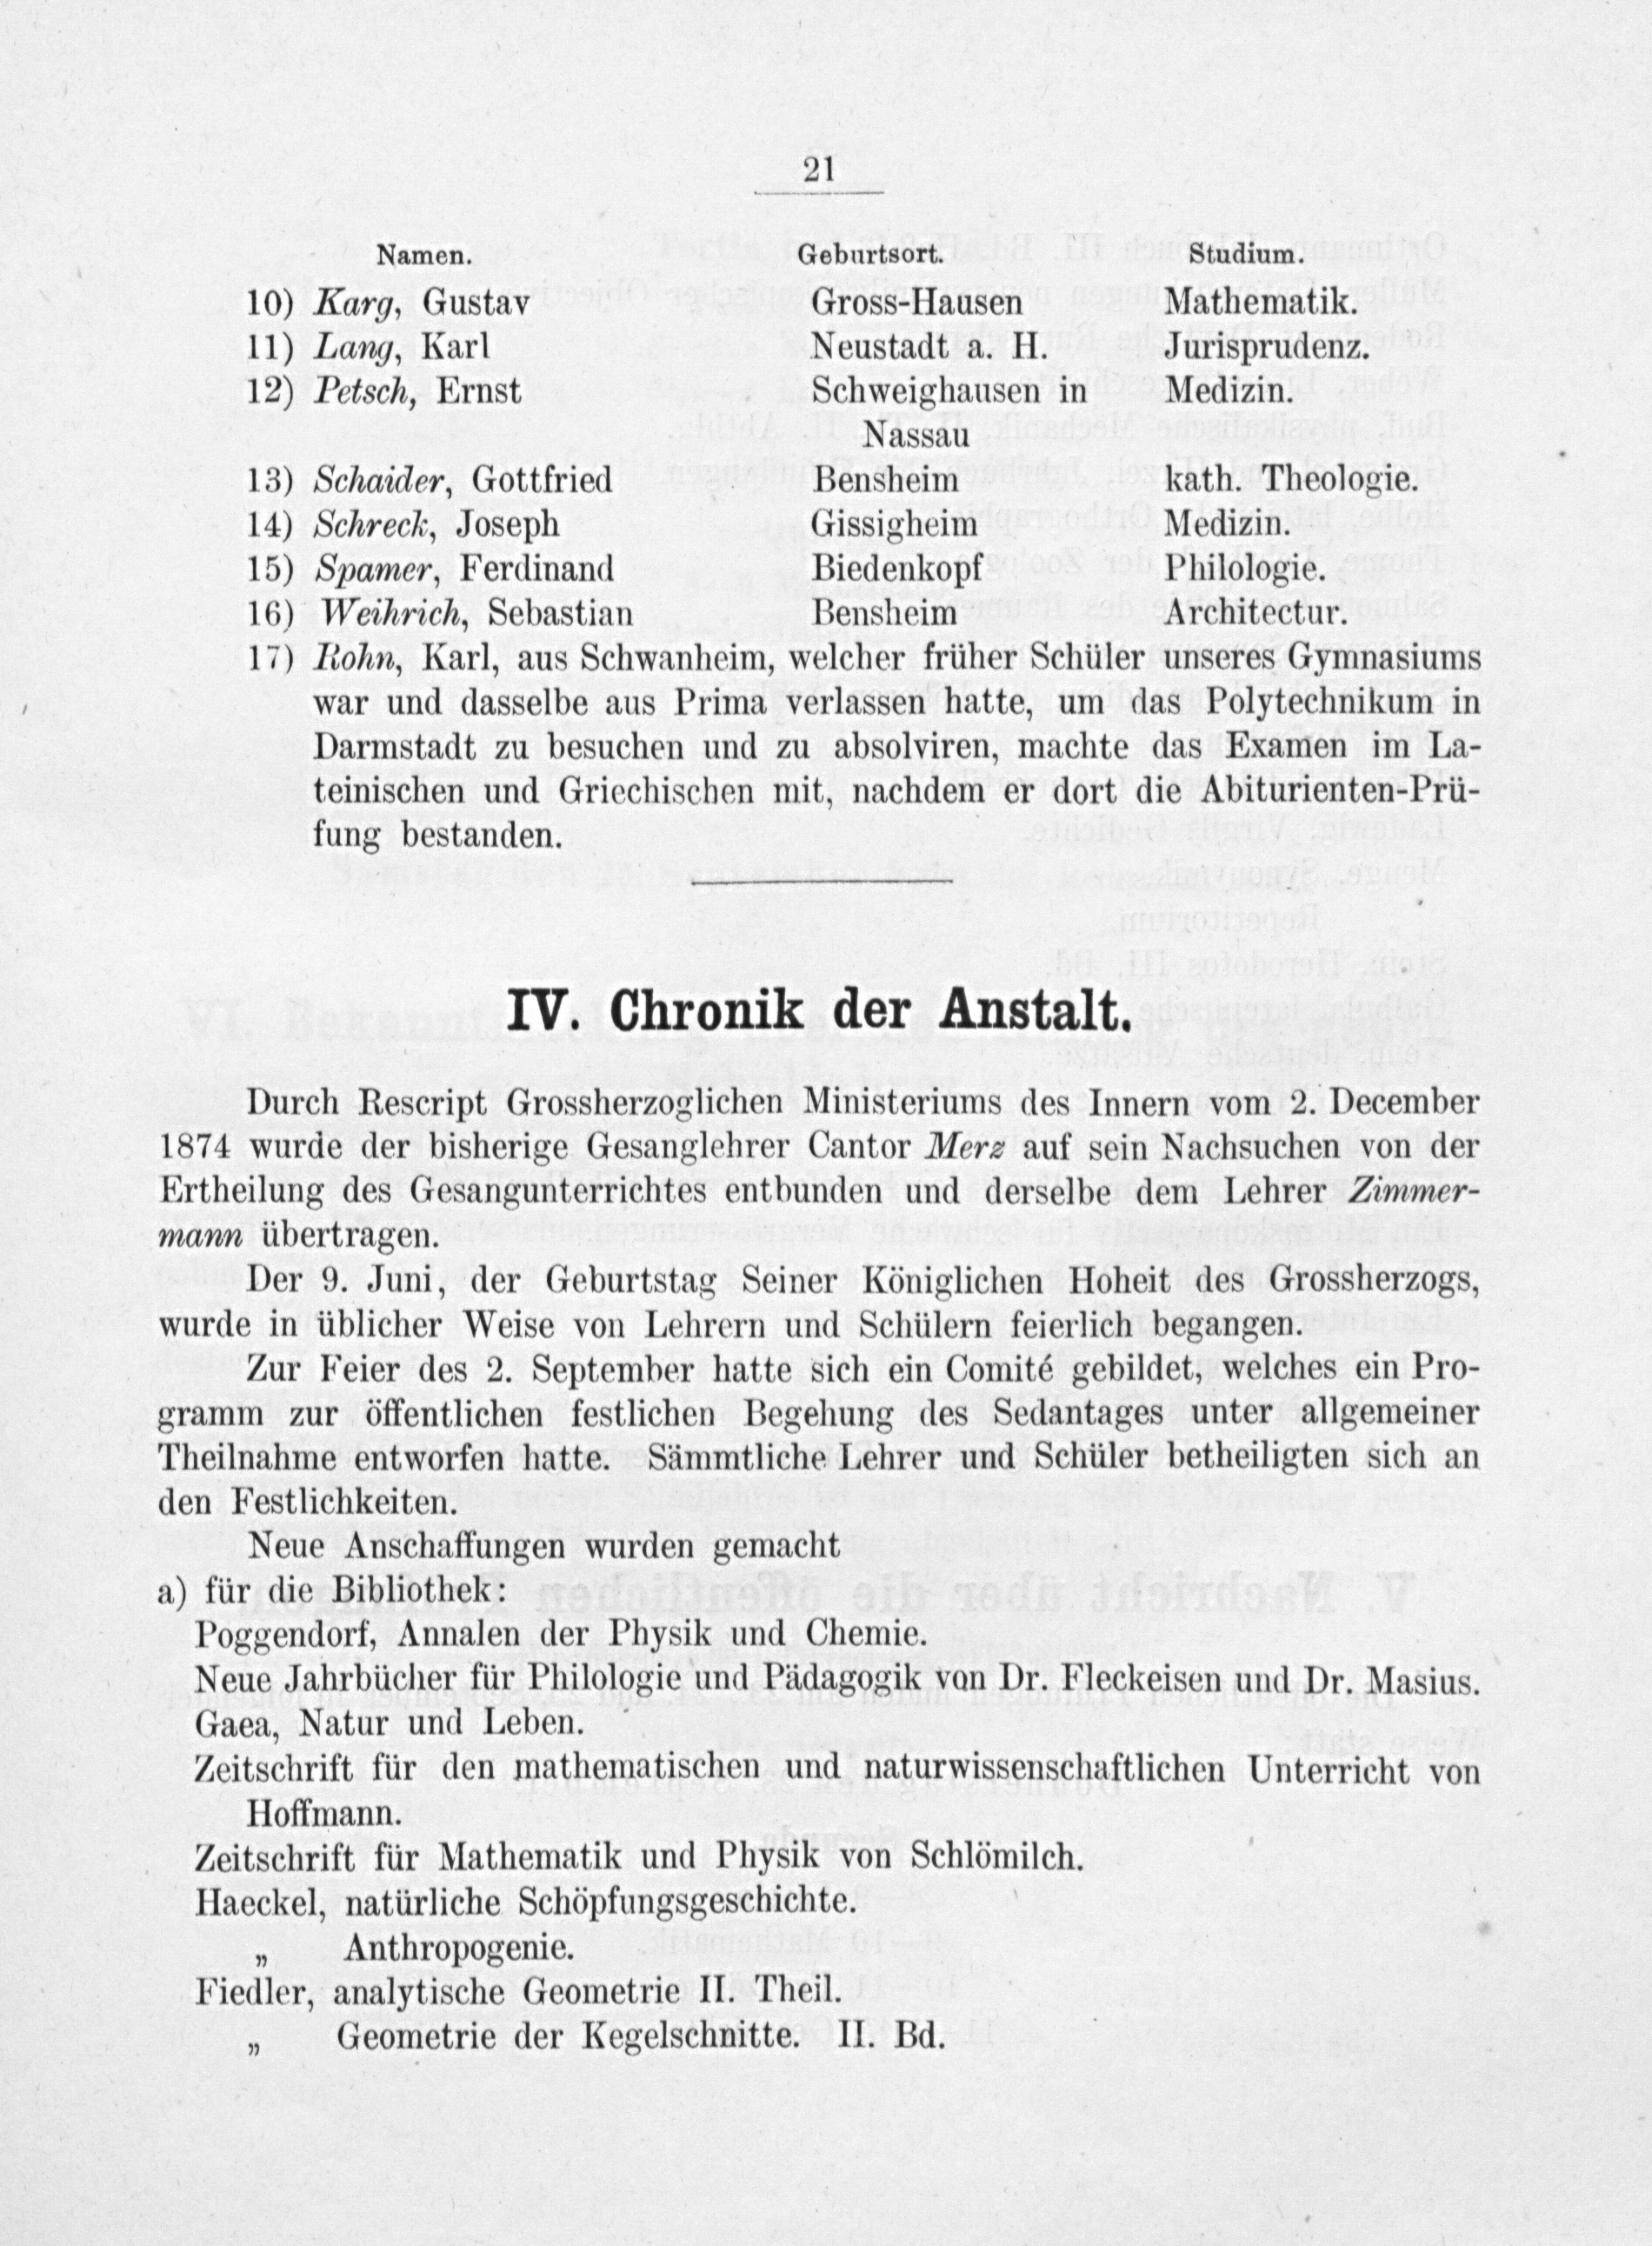 21
Namen. Geburtsort. Studium.
10) Karg, Gustav Gross-Hausen Mathematik.
11) Lang, Karl Neustadt a. H. Jurisprudenz.
12) Petsch, Ernst Schweighausen in Medizin.
Nassau
13) Schaider, Gottfried Bensheim kath. Theologie.
14) Schreck, Joseph Gissigheim Medizin.
15) Spamer, Ferdinand Biedenkopf Philologie.
16) Weihrich, Sebastian Bensheim Architectur.
17) Rohn, Karl, aus Schwanheim, welcher früher Schüler unseres Gymnasiums
war und dasselbe aus Prima verlassen hatte, um das Polytechnikum in
Darmstadt zu besuchen und zu absolviren, machte das Examen im La-
teinischen und Griechischen mit, nachdem er dort die Abiturienten-Prü-
fung bestanden.
IV. Chronik der Anstalt.
Durch Rescript Grossherzoglichen Ministeriums des Innern vom 2. December
1874 wurde der bisherige Gesanglehrer Cantor Merz auf sein Nachsuchen von der
Ertheilung des Gesangunterrichtes entbunden und derselbe dem Lehrer Zimmer-
mann übertragen.
Der 9. Juni, der Geburtstag Seiner Königlichen Hoheit des Grossherzogs,
wurde in üblicher Weise von Lehrern und Schülern feierlich begangen.
Zur Feier des 2. September hatte sich ein Comité gebildet, welches ein Pro-
gramm zur öffentlichen festlichen Begehung des Sedantages unter allgemeiner
Theilnahme entworfen hatte. Sämmtliche Lehrer und Schüler betheiligten sich an
den Festlichkeiten.
Neue Anschaffungen wurden gemacht
a) für die Bibliothek:
Poggendorf, Annalen der Physik und Chemie.
Neue Jahrbücher für Philologie und Pädagogik von Dr. Fleckeisen und Dr. Masius.
Gaea, Natur und Leben.
Zeitschrift für den mathematischen und naturwissenschaftlichen Unterricht von
Hoffmann.
Zeitschrift für Mathematik und Physik von Schlömilch.
Haeckel, natürliche Schöpfungsgeschichte.
„ Anthropogenie.
Fiedler, analytische Geometrie II. Theil.
„ Geometrie der Kegelschnitte. II. Bd.